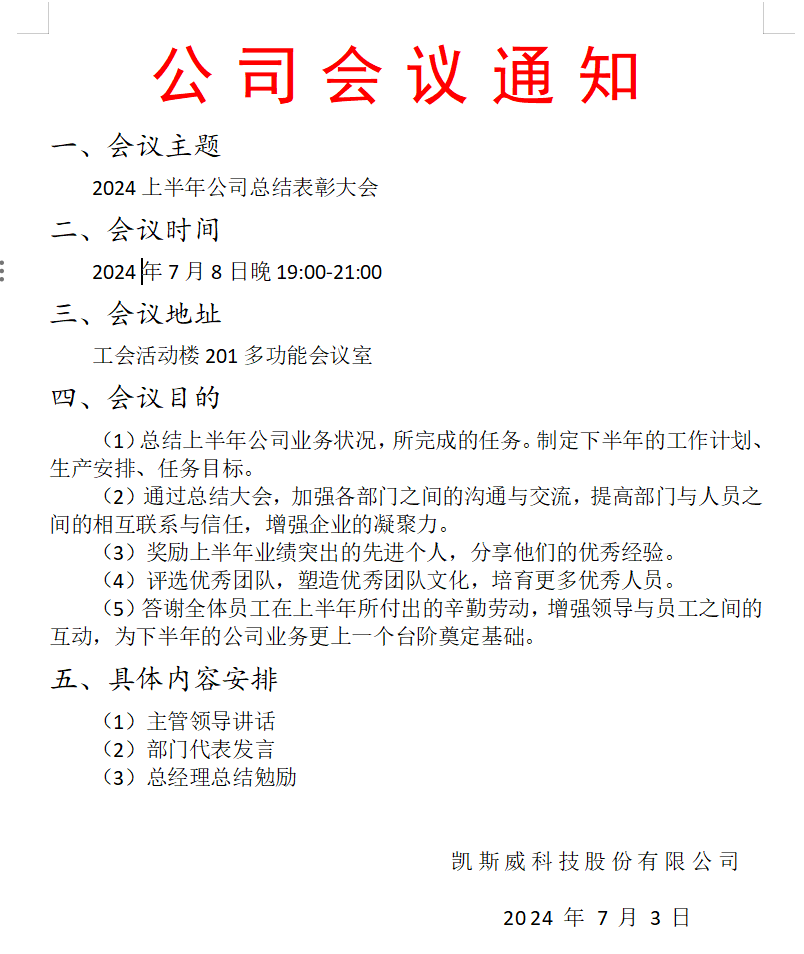 公司会议通知
一、会议主题
2024 上半年公司总结表彰大会
二、会议时间
2024 年 7 月 8 日晚 19:00-21:00
三、会议地址
工会活动楼 201 多功能会议室
四、会议目的
（1）总结上半年公司业务状况，所完成的任务。制定下半年的工作计划、
生产安排、任务目标。
（2）通过总结大会，加强各部门之间的沟通与交流，提高部门与人员之
间的相互联系与信任，增强企业的凝聚力。
（3）奖励上半年业绩突出的先进个人，分享他们的优秀经验。
（4）评选优秀团队，塑造优秀团队文化，培育更多优秀人员。
（5）答谢全体员工在上半年所付出的辛勤劳动，增强领导与员工之间的
互动，为下半年的公司业务更上一个台阶奠定基础。
五、具体内容安排
（1）主管领导讲话
（2）部门代表发言
（3）总经理总结勉励
凯斯威科技股份有限公司
2024 年 7 月 3 日